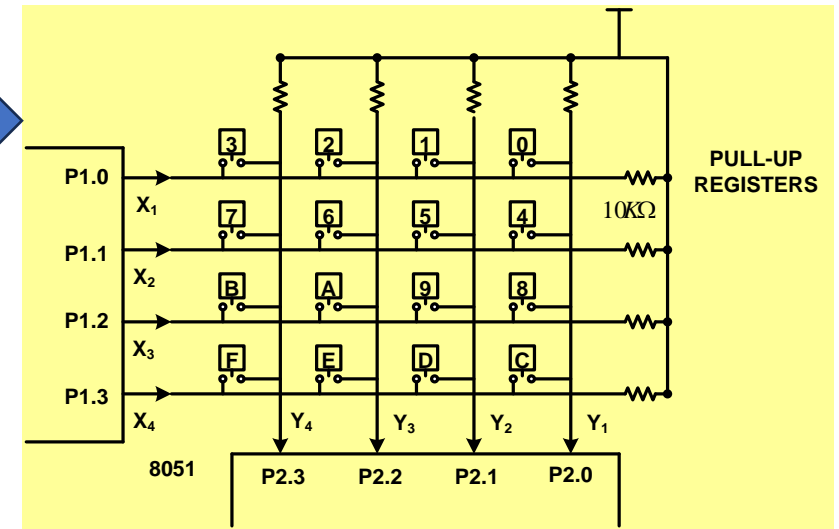 3 2 1 0
P1.0
X1
PULL-UP
REGISTERS
10KΩ
7 6 5 4
P1.1
X2
B A 9 8
P1.2
X3
F E D C
P1.3
X4
Y4 Y3 Y2 Y1
8051
P2.3 P2.2 P2.1 P2.0